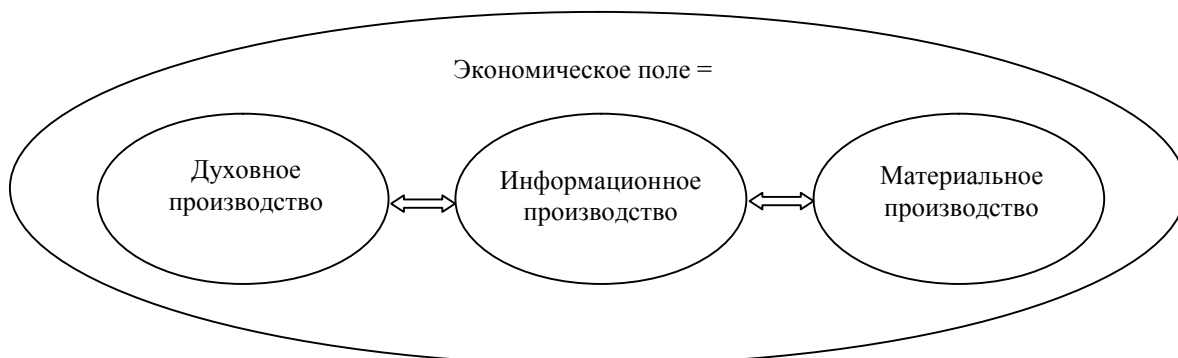 Экономическое поле =
Духовное
производство
Информационное
производство
Материальное
производство